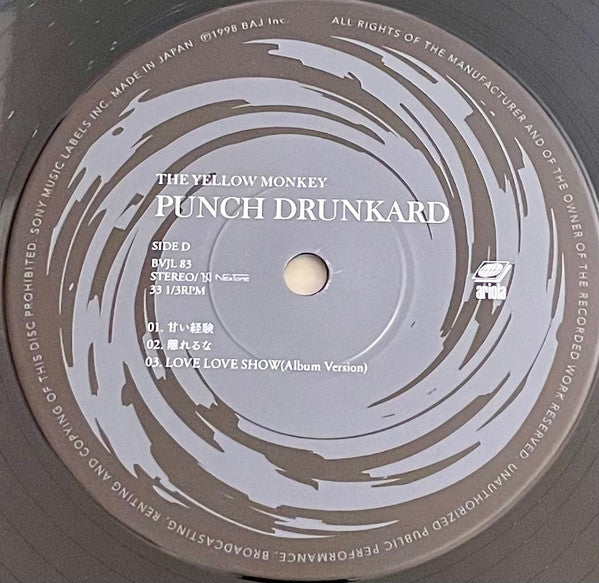 ALL RIGHTS OF THE MANUFACTURER AND OF THE OWNER OF THE RECORDED WORK RESERVED. UNAUTHORIZED PUBLIC PERFORMANCE, BROADCASTING, RENTING AND COPYING OF THIS DISC PROHIBITED. SONY MUSIC LABELS INC. MADE IN JAPAN ℗1998 BAJ Inc.
THE YELLOW MONKEY
PUNCH DRUNKARD
SIDE D
BVJL 83
STEREO/ NexTone
33 1/3RPM
ariola
01. 甘い経験
02. 離れるな
03. LOVE LOVE SHOW(Album Version)